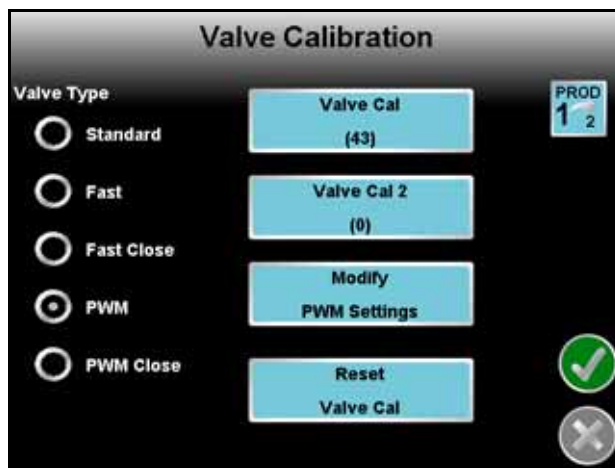 Valve Calibration
Valve Type
Standard
Fast
Fast Close
PWM
PWM Close
Valve Cal
(43)
Valve Cal 2
(0)
Modify
PWM Settings
Reset
Valve Cal
PROD
1 2